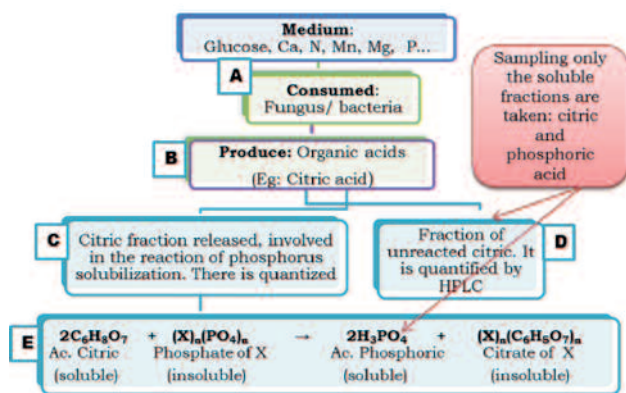 Medium:
Glucose, Ca, N, Mn, Mg, P...
A
Consumed:
Fungus/ bacteria
Sampling only
the soluble
fractions are
taken: citric
and
phosphoric
acid
B
Produce: Organic acids
(Eg: Citric acid)
C
Citric fraction released, involved
in the reaction of phosphorus
solubilization. There is quantized
D
Fraction of
unreacted citric. It
is quantified by
HPLC
E
2C₆H₈O₇ + (X)ₙ(PO₄)ₙ → 2H₃PO₄ + (X)ₙ(C₆H₅O₇)ₙ
Ac. Citric Phosphate of X Ac. Phosphoric Citrate of X
(soluble) (insoluble) (soluble) (insoluble)